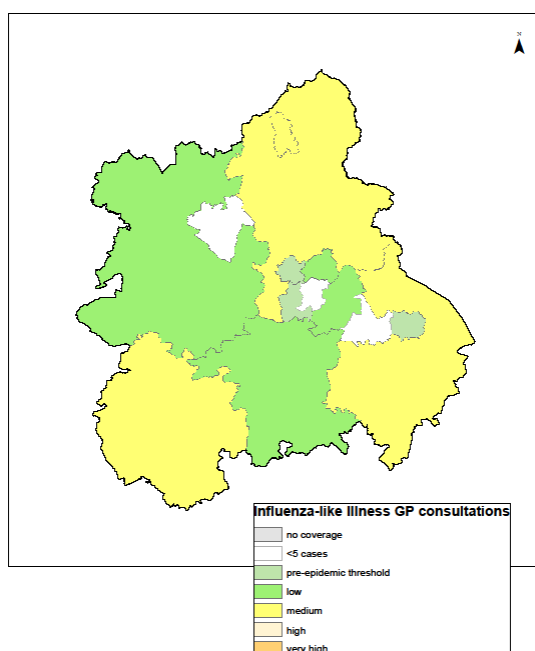 N
Influenza-like Illness GP consultations
no coverage
<5 cases
pre-epidemic threshold
low
medium
high
very high